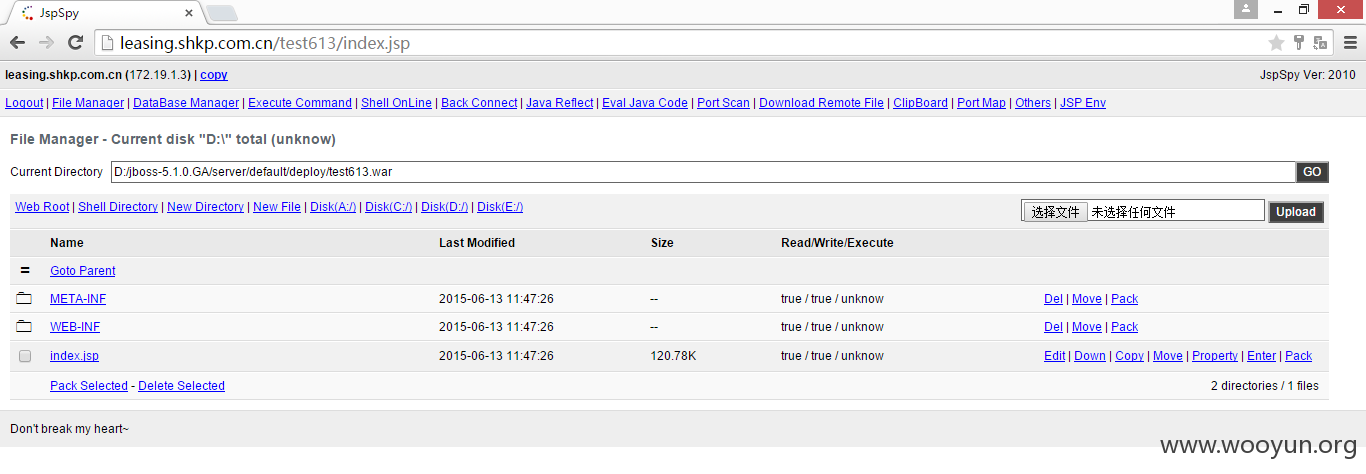 JspSpy
leasing.shkp.com.cn/test613/index.jsp
leasing.shkp.com.cn (172.19.1.3) | copy JspSpy Ver: 2010
Logout | File Manager | DataBase Manager | Execute Command | Shell OnLine | Back Connect | Java Reflect | Eval Java Code | Port Scan | Download Remote File | ClipBoard | Port Map | Others | JSP Env
File Manager - Current disk "D:\" total (unknow)
Current Directory D:/jboss-5.1.0.GA/server/default/deploy/test613.war GO
Web Root | Shell Directory | New Directory | New File | Disk(A:/) | Disk(C:/) | Disk(D:/) | Disk(E:/) 选择文件 未选择任何文件 Upload
Name Last Modified Size Read/Write/Execute
= Goto Parent
META-INF 2015-06-13 11:47:26 -- true / true / unknow Del | Move | Pack
WEB-INF 2015-06-13 11:47:26 -- true / true / unknow Del | Move | Pack
index.jsp 2015-06-13 11:47:26 120.78K true / true / unknow Edit | Down | Copy | Move | Property | Enter | Pack
Pack Selected - Delete Selected 2 directories / 1 files
Don't break my heart~
www.wooyun.org